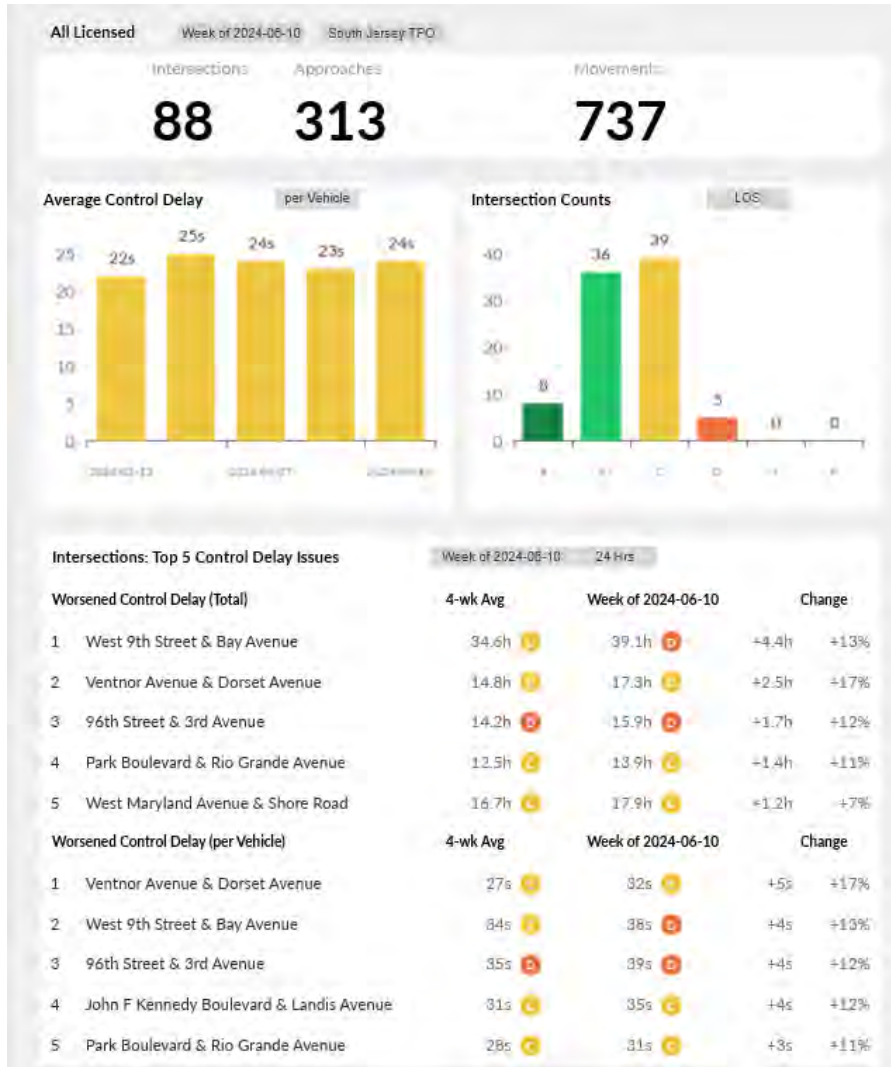 All Licensed Week of 2024-06-10 South Jersey TPO
Intersections Approaches Movements
88 313 737
Average Control Delay per Vehicle
25s
24s 24s
22s 23s
25
20
15
10
5
0
Intersection Counts LOS
39
36
8
5
0 0
40
30
20
10
0
A B C D
Intersections: Top 5 Control Delay Issues Week of 2024-06-10 24 Hrs
Worsened Control Delay (Total) 4-wk Avg Week of 2024-06-10 Change
1 West 9th Street & Bay Avenue 34.6h C 39.1h D +4.4h +13%
2 Ventnor Avenue & Dorset Avenue 14.8h C 17.3h C +2.5h +17%
3 96th Street & 3rd Avenue 14.2h D 15.9h D +1.7h +12%
4 Park Boulevard & Rio Grande Avenue 12.5h C 13.9h C +1.4h +11%
5 West Maryland Avenue & Shore Road 16.7h C 17.9h C +1.2h +7%
Worsened Control Delay (per Vehicle) 4-wk Avg Week of 2024-06-10 Change
1 Ventnor Avenue & Dorset Avenue 27s C 32s C +5s +17%
2 West 9th Street & Bay Avenue 34s C 38s D +4s +13%
3 96th Street & 3rd Avenue 35s D 39s D +4s +12%
4 John F Kennedy Boulevard & Landis Avenue 31s C 35s C +4s +12%
5 Park Boulevard & Rio Grande Avenue 28s C 31s C +3s +11%